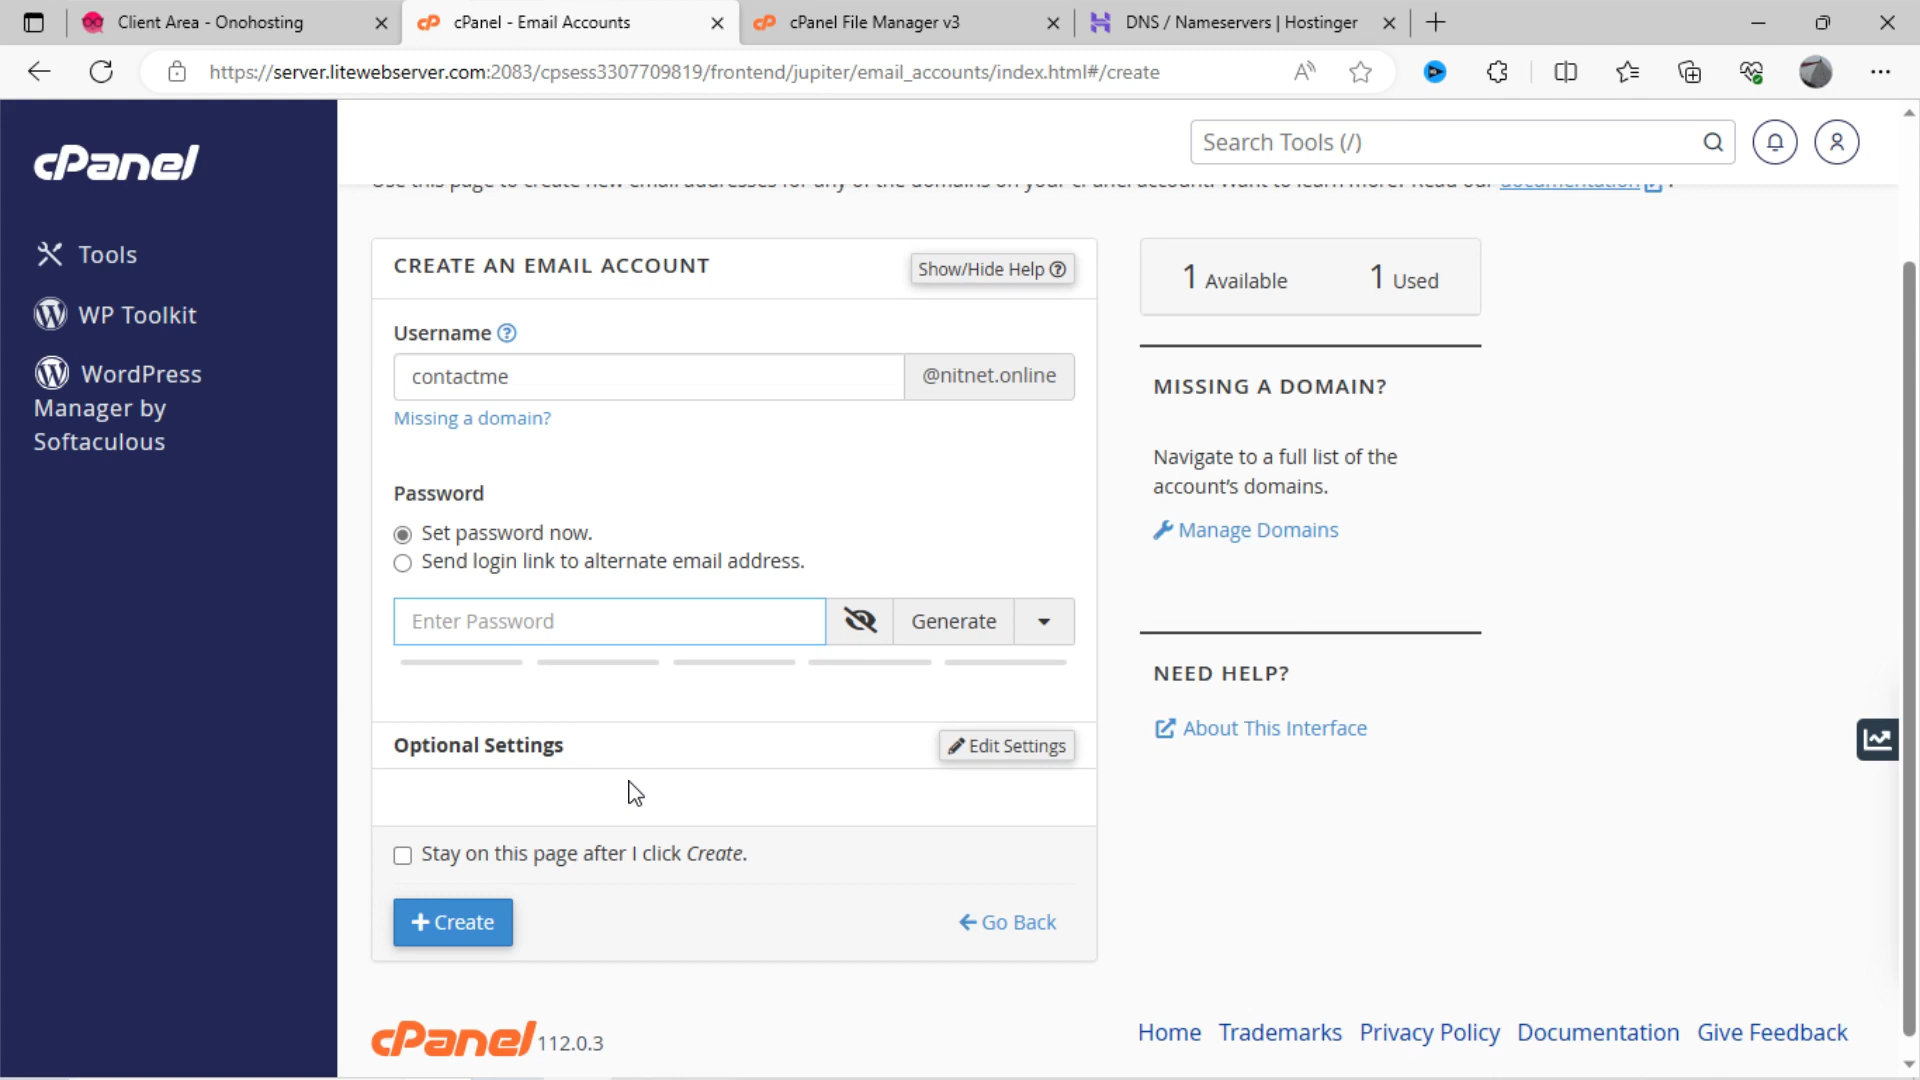 Client Area - Onohosting
cPanel - Email Accounts
cPanel File Manager v3
DNS / Nameservers | Hostinger
https://server.litewebserver.com:2083/cpsess3307709819/frontend/jupiter/email_accounts/index.html#/create
cPanel
Search Tools (/)
Use this page to create new email addresses for any of the domains on your cPanel account. Want to learn more? Read our documentation .
Tools
WP Toolkit
WordPress
Manager by
Softaculous
CREATE AN EMAIL ACCOUNT
Show/Hide Help
1 Available 1 Used
Username
contactme
@nitnet.online
Missing a domain?
MISSING A DOMAIN?
Navigate to a full list of the
account's domains.
Manage Domains
Password
Set password now.
Send login link to alternate email address.
Enter Password
Generate
NEED HELP?
About This Interface
Optional Settings
Edit Settings
Stay on this page after I click Create.
+ Create
Go Back
cPanel 112.0.3
Home Trademarks Privacy Policy Documentation Give Feedback